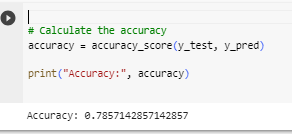 # Calculate the accuracy
accuracy = accuracy_score(y_test, y_pred)
print("Accuracy:", accuracy)
Accuracy: 0.7857142857142857